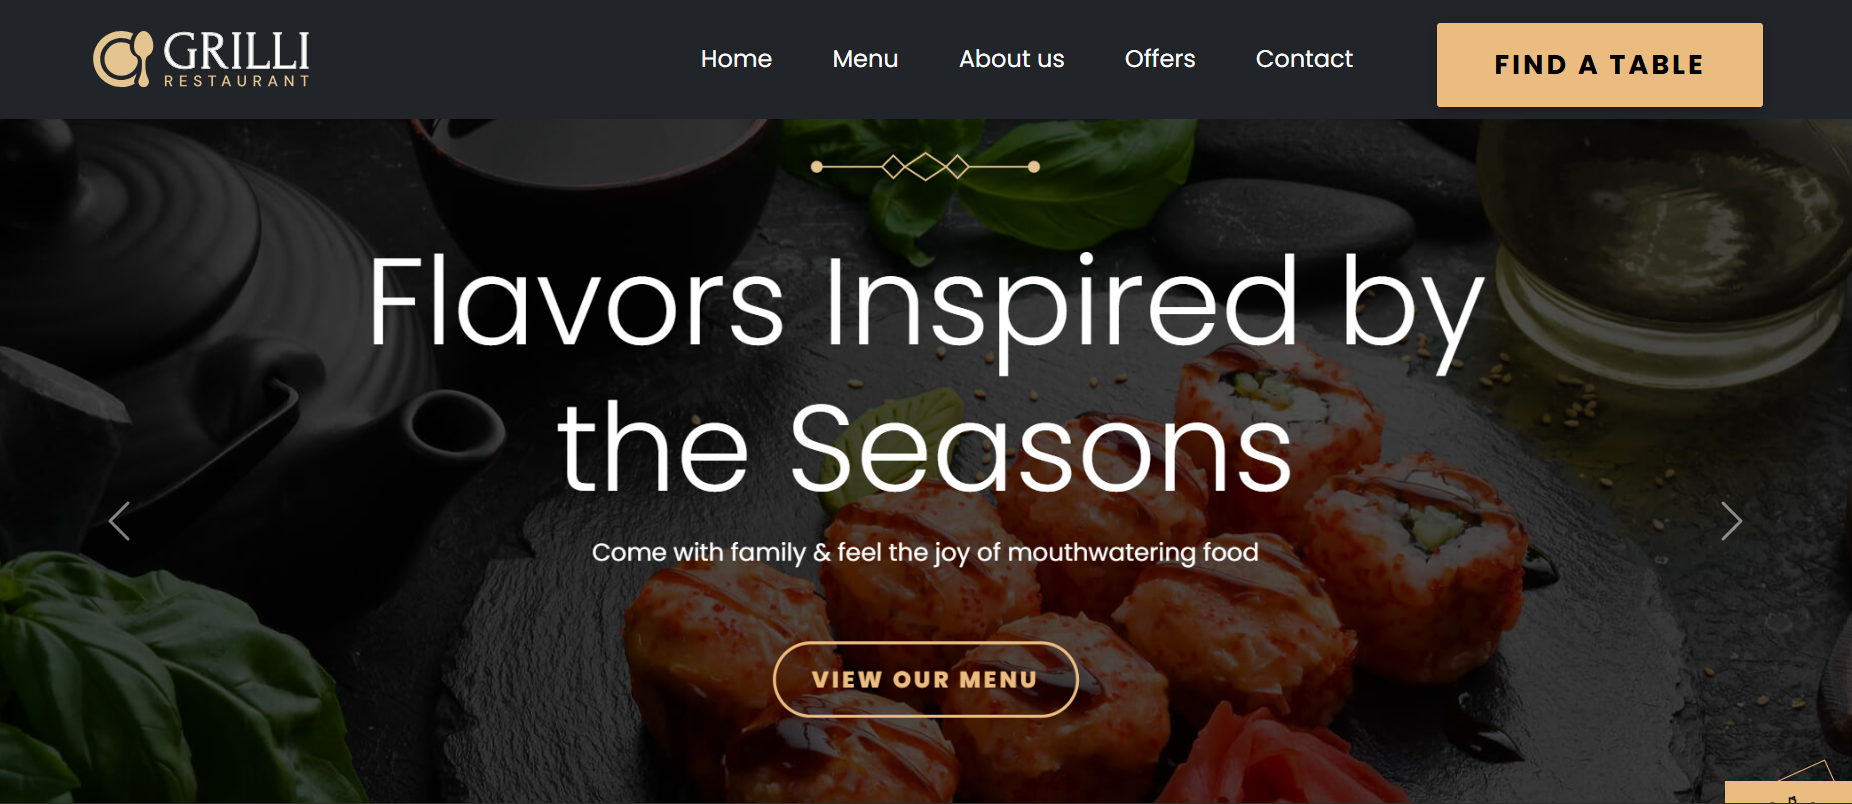 GRILLI
RESTAURANT
Home Menu About us Offers Contact
FIND A TABLE
Flavors Inspired by
the Seasons
Come with family & feel the joy of mouthwatering food
VIEW OUR MENU